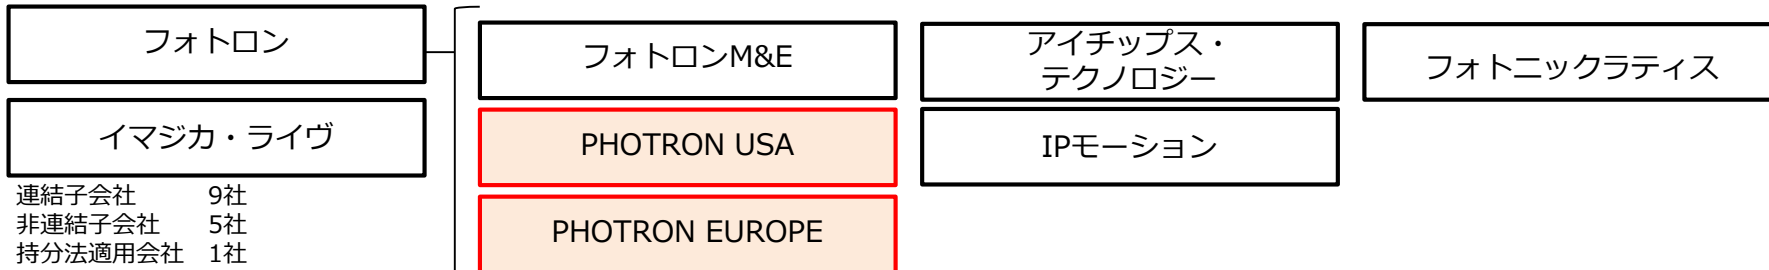 フォトロン
イマジカ・ライヴ
連結子会社 9社
非連結子会社 5社
持分法適用会社 1社
フォトロンM&E
PHOTRON USA
PHOTRON EUROPE
アイチップス・
テクノロジー
IPモーション
フォトニックラティス